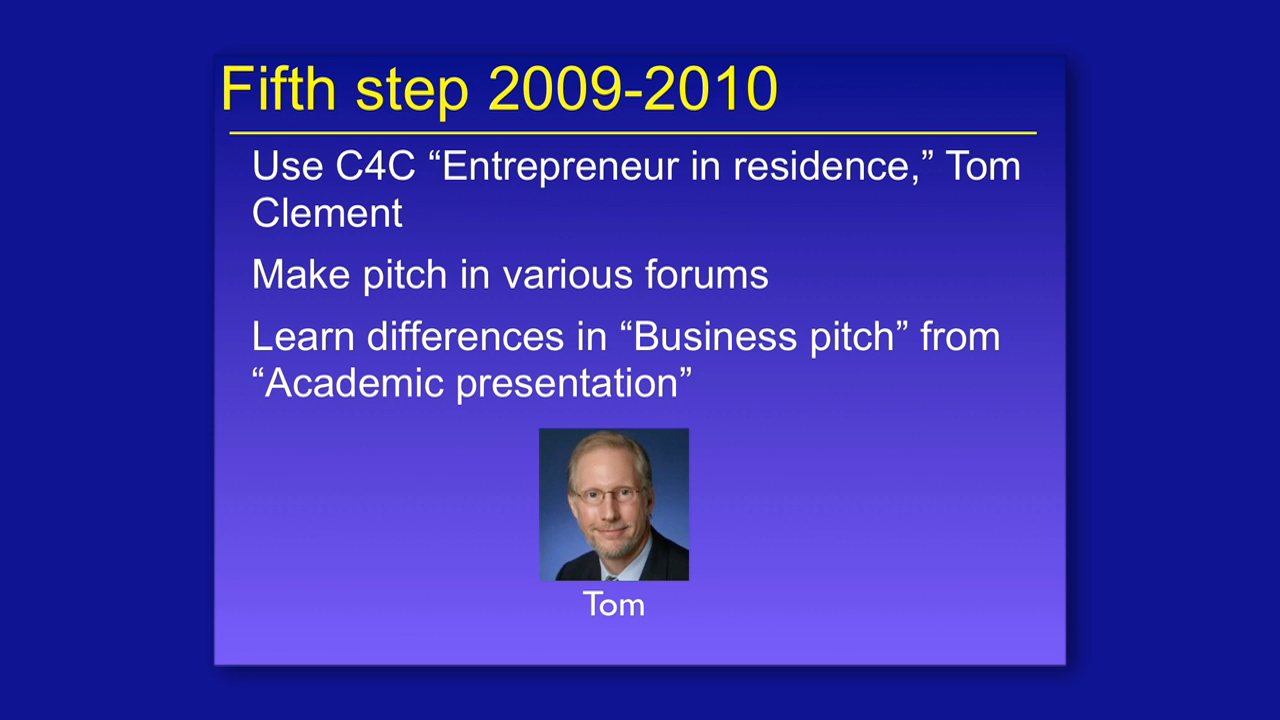 Fifth step 2009-2010
Use C4C “Entrepreneur in residence,” Tom
Clement
Make pitch in various forums
Learn differences in “Business pitch” from
“Academic presentation”
Tom